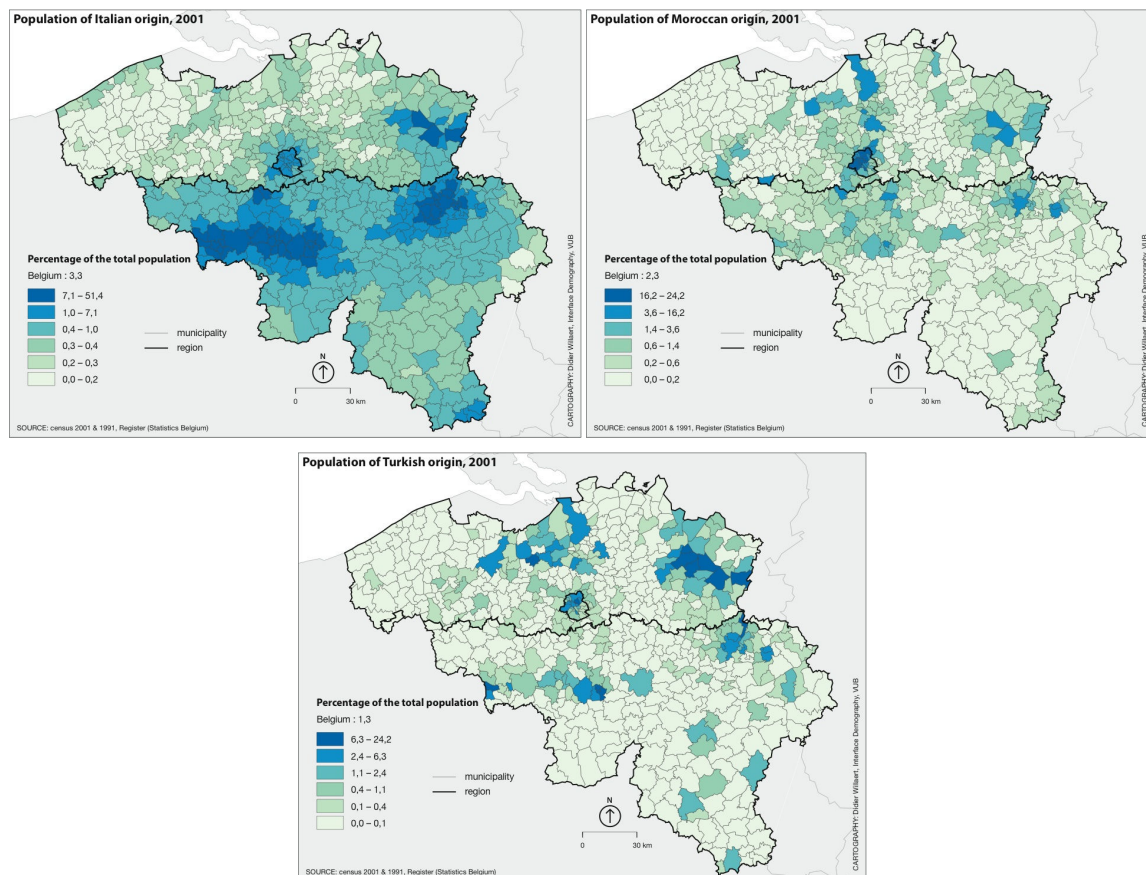 Population of Italian origin, 2001
Percentage of the total population
Belgium : 3,3
7,1 – 51,4
1,0 – 7,1
0,4 – 1,0
0,3 – 0,4
0,2 – 0,3
0,0 – 0,2
municipality
region
N
0 30 km
SOURCE: census 2001 & 1991, Register (Statistics Belgium)
CARTOGRAPHY: Didier Willaert, Interface Demography, VUB
Population of Moroccan origin, 2001
Percentage of the total population
Belgium : 2,3
16,2 – 24,2
3,6 – 16,2
1,4 – 3,6
0,6 – 1,4
0,2 – 0,6
0,0 – 0,2
municipality
region
N
0 30 km
SOURCE: census 2001 & 1991, Register (Statistics Belgium)
CARTOGRAPHY: Didier Willaert, Interface Demography, VUB
Population of Turkish origin, 2001
Percentage of the total population
Belgium : 1,3
6,3 – 24,2
2,4 – 6,3
1,1 – 2,4
0,4 – 1,1
0,1 – 0,4
0,0 – 0,1
municipality
region
N
0 30 km
SOURCE: census 2001 & 1991, Register (Statistics Belgium)
CARTOGRAPHY: Didier Willaert, Interface Demography, VUB